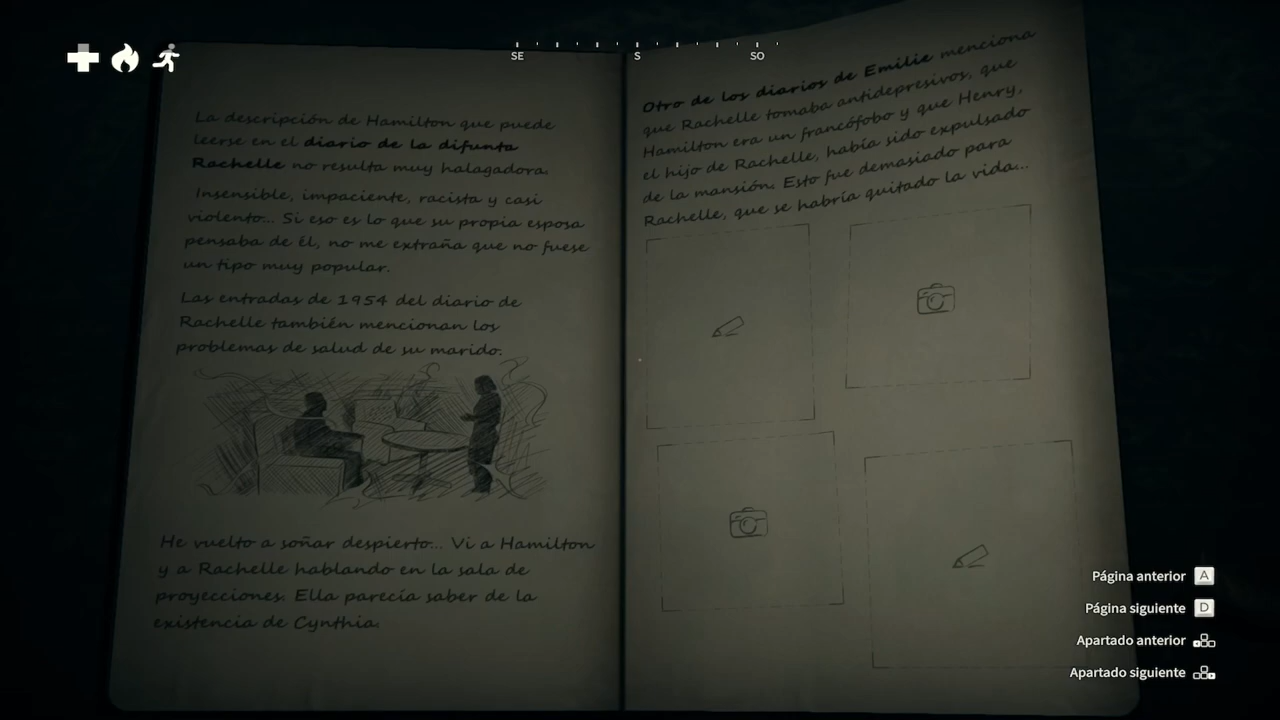 SE S SO
La descripción de Hamilton que puede
leerse en el diario de la difunta
Rachelle no resulta muy halagadora.
Insensible, impaciente, racista y casi
violento... Si eso es lo que su propia esposa
pensaba de él, no me extraña que no fuese
un tipo muy popular.
Las entradas de 1954 del diario de
Rachelle también mencionan los
problemas de salud de su marido.
He vuelto a soñar despierto... Vi a Hamilton
y a Rachelle hablando en la sala de
proyecciones. Ella parecía saber de la
existencia de Cynthia.
Otro de los diarios de Emilie menciona
que Rachelle tomaba antidepresivos, que
Hamilton era un francófobo y que Henry,
el hijo de Rachelle, había sido expulsado
de la mansión. Esto fue demasiado para
Rachelle, que se habría quitado la vida...
Página anterior A
Página siguiente D
Apartado anterior
Apartado siguiente